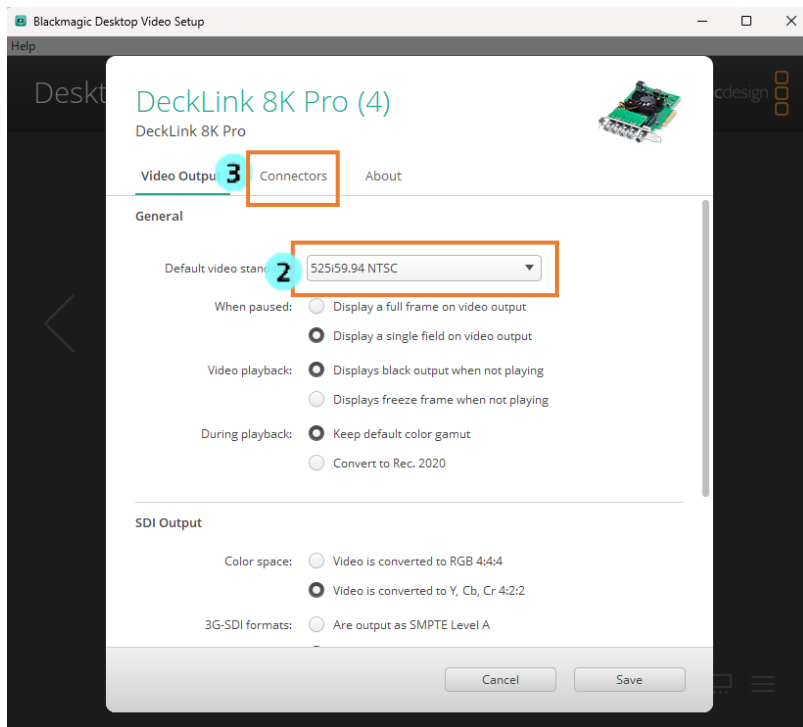 Blackmagic Desktop Video Setup
Help
Deskt
cdesign
DeckLink 8K Pro (4)
DeckLink 8K Pro
Video Outpu 3 Connectors About
General
Default video stan 2 525i59.94 NTSC
When paused: Display a full frame on video output
Display a single field on video output
Video playback: Displays black output when not playing
Displays freeze frame when not playing
During playback: Keep default color gamut
Convert to Rec. 2020
SDI Output
Color space: Video is converted to RGB 4:4:4
Video is converted to Y, Cb, Cr 4:2:2
3G-SDI formats: Are output as SMPTE Level A
Cancel Save